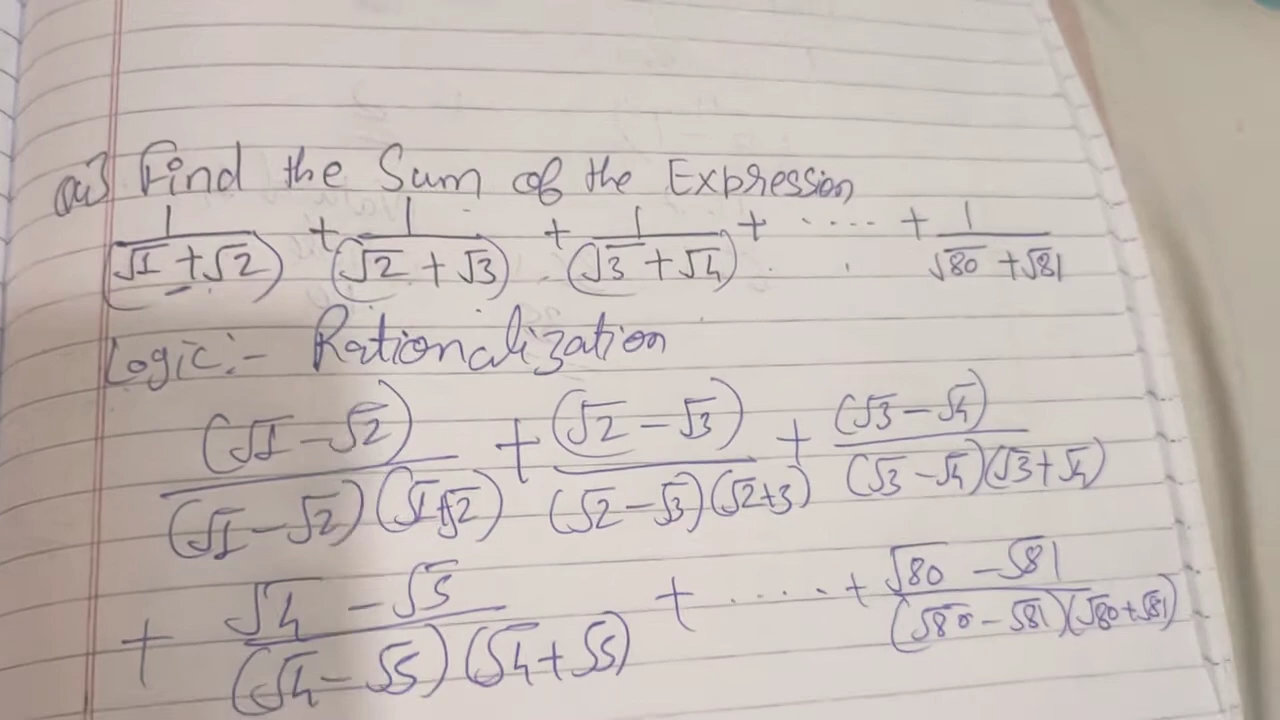 Q3 Find the Sum of the Expression
1/(√1 + √2) + 1/(√2 + √3) + 1/(√3 + √4) + ..... + 1/√80 + √81
Logic:- Rationalization
(√1 - √2)/(√1 - √2)(√1+√2) + (√2 - √3)/(√2 - √3)(√2+3) + (√3 - √4)/(√3 - √4)(√3+√4)
+ √4 - √5/(√4 - √5)(√4+√5) + ..... + √80 - √81/(√80 - √81)(√80+√81)